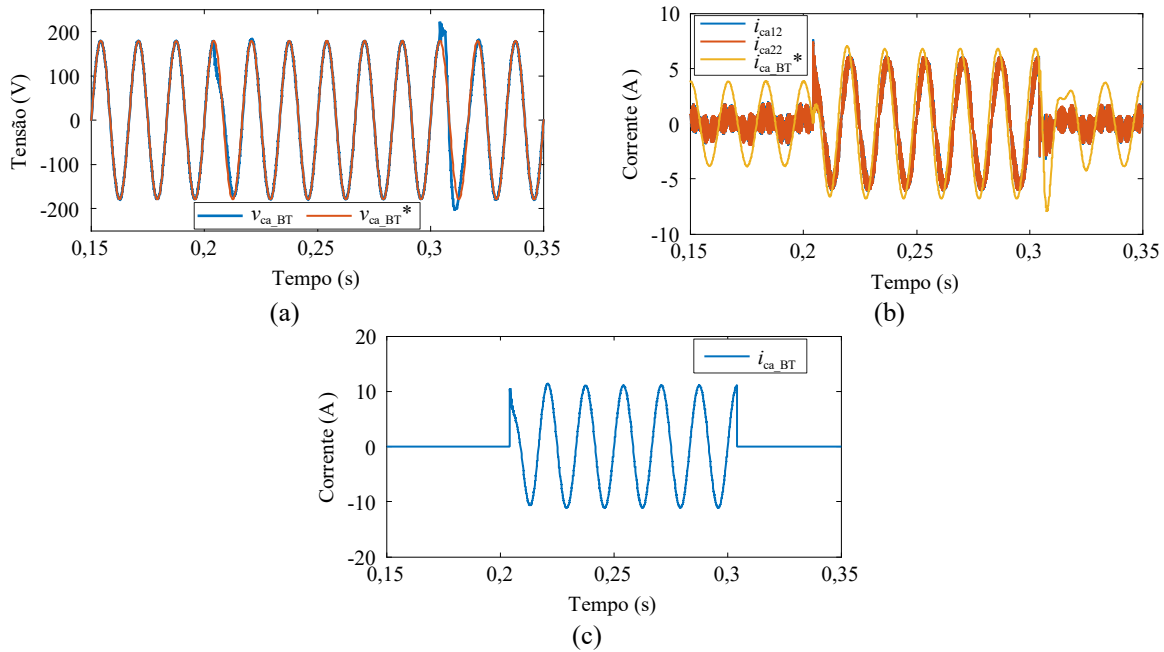 200
100
0
-100
-200
Tensão (V)
v_ca_BT v_ca_BT*
0,15 0,2 0,25 0,3 0,35
Tempo (s)
(a)
10
5
0
-5
-10
Corrente (A)
i_ca12
i_ca22
i_ca_BT*
0,15 0,2 0,25 0,3 0,35
Tempo (s)
(b)
20
10
0
-10
-20
Corrente (A)
i_ca_BT
0,15 0,2 0,25 0,3 0,35
Tempo (s)
(c)